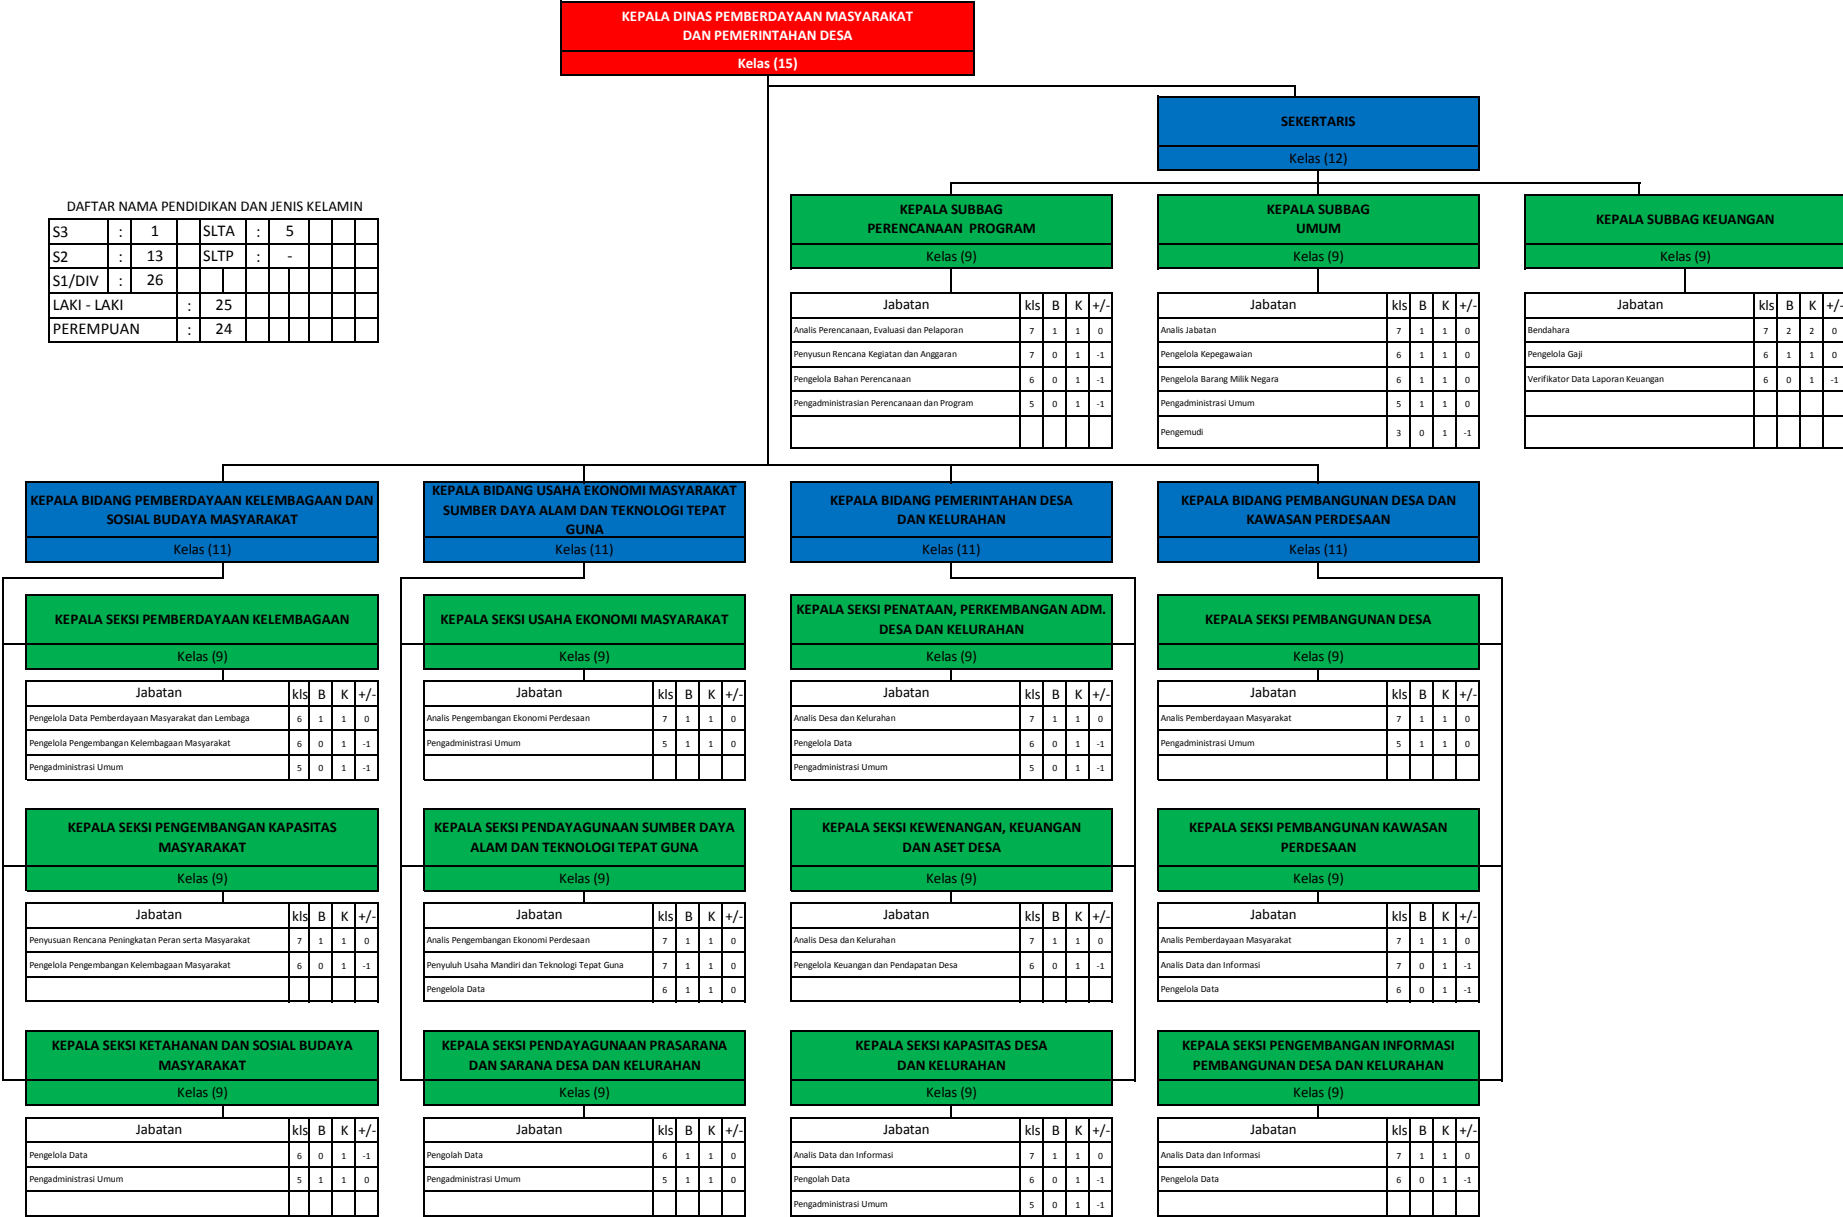 KEPALA DINAS PEMBERDAYAAN MASYARAKAT
DAN PEMERINTAHAN DESA
Kelas (15)
SEKERTARIS
Kelas (12)
DAFTAR NAMA PENDIDIKAN DAN JENIS KELAMIN
S3 : 1 SLTA : 5
S2 : 13 SLTP : -
S1/DIV : 26
LAKI - LAKI : 25
PEREMPUAN : 24
KEPALA SUBBAG
PERENCANAAN PROGRAM
Kelas (9)
Jabatan kls B K +/-
Analis Perencanaan, Evaluasi dan Pelaporan 7 1 1 0
Penyusun Rencana Kegiatan dan Anggaran 7 0 1 -1
Pengelola Bahan Perencanaan 6 0 1 -1
Pengadministrasian Perencanaan dan Program 5 0 1 -1
KEPALA SUBBAG
UMUM
Kelas (9)
Jabatan kls B K +/-
Analis Jabatan 7 1 1 0
Pengelola Kepegawaian 6 1 1 0
Pengelola Barang Milik Negara 6 1 1 0
Pengadministrasi Umum 5 1 1 0
Pengemudi 3 0 1 -1
KEPALA SUBBAG KEUANGAN
Kelas (9)
Jabatan kls B K +/-
Bendahara 7 2 2 0
Pengelola Gaji 6 1 1 0
Verifikator Data Laporan Keuangan 6 0 1 -1
KEPALA BIDANG PEMBERDAYAAN KELEMBAGAAN DAN
SOSIAL BUDAYA MASYARAKAT
Kelas (11)
KEPALA SEKSI PEMBERDAYAAN KELEMBAGAAN
Kelas (9)
Jabatan kls B K +/-
Pengelola Data Pemberdayaan Masyarakat dan Lembaga 6 1 1 0
Pengelola Pengembangan Kelembagaan Masyarakat 6 0 1 -1
Pengadministrasi Umum 5 0 1 -1
KEPALA SEKSI PENGEMBANGAN KAPASITAS
MASYARAKAT
Kelas (9)
Jabatan kls B K +/-
Penyusuan Rencana Peningkatan Peran serta Masyarakat 7 1 1 0
Pengelola Pengembangan Kelembagaan Masyarakat 6 0 1 -1
KEPALA SEKSI KETAHANAN DAN SOSIAL BUDAYA
MASYARAKAT
Kelas (9)
Jabatan kls B K +/-
Pengelola Data 6 0 1 -1
Pengadministrasi Umum 5 1 1 0
KEPALA BIDANG USAHA EKONOMI MASYARAKAT
SUMBER DAYA ALAM DAN TEKNOLOGI TEPAT
GUNA
Kelas (11)
KEPALA SEKSI USAHA EKONOMI MASYARAKAT
Kelas (9)
Jabatan kls B K +/-
Analis Pengembangan Ekonomi Perdesaan 7 1 1 0
Pengadministrasi Umum 5 1 1 0
KEPALA SEKSI PENDAYAGUNAAN SUMBER DAYA
ALAM DAN TEKNOLOGI TEPAT GUNA
Kelas (9)
Jabatan kls B K +/-
Analis Pengembangan Ekonomi Perdesaan 7 1 1 0
Penyuluh Usaha Mandiri dan Teknologi Tepat Guna 7 1 1 0
Pengelola Data 6 1 1 0
KEPALA SEKSI PENDAYAGUNAAN PRASARANA
DAN SARANA DESA DAN KELURAHAN
Kelas (9)
Jabatan kls B K +/-
Pengolah Data 6 1 1 0
Pengadministrasi Umum 5 1 1 0
KEPALA BIDANG PEMERINTAHAN DESA
DAN KELURAHAN
Kelas (11)
KEPALA SEKSI PENATAAN, PERKEMBANGAN ADM.
DESA DAN KELURAHAN
Kelas (9)
Jabatan kls B K +/-
Analis Desa dan Kelurahan 7 1 1 0
Pengelola Data 6 0 1 -1
Pengadministrasi Umum 5 0 1 -1
KEPALA SEKSI KEWENANGAN, KEUANGAN
DAN ASET DESA
Kelas (9)
Jabatan kls B K +/-
Analis Desa dan Kelurahan 7 1 1 0
Pengelola Keuangan dan Pendapatan Desa 6 0 1 -1
KEPALA SEKSI KAPASITAS DESA
DAN KELURAHAN
Kelas (9)
Jabatan kls B K +/-
Analis Data dan Informasi 7 1 1 0
Pengolah Data 6 0 1 -1
Pengadministrasi Umum 5 0 1 -1
KEPALA BIDANG PEMBANGUNAN DESA DAN
KAWASAN PERDESAAN
Kelas (11)
KEPALA SEKSI PEMBANGUNAN DESA
Kelas (9)
Jabatan kls B K +/-
Analis Pemberdayaan Masyarakat 7 1 1 0
Pengadministrasi Umum 5 1 1 0
KEPALA SEKSI PEMBANGUNAN KAWASAN
PERDESAAN
Kelas (9)
Jabatan kls B K +/-
Analis Pemberdayaan Masyarakat 7 1 1 0
Analis Data dan Informasi 7 0 1 -1
Pengelola Data 6 0 1 -1
KEPALA SEKSI PENGEMBANGAN INFORMASI
PEMBANGUNAN DESA DAN KELURAHAN
Kelas (9)
Jabatan kls B K +/-
Analis Data dan Informasi 7 1 1 0
Pengelola Data 6 0 1 -1